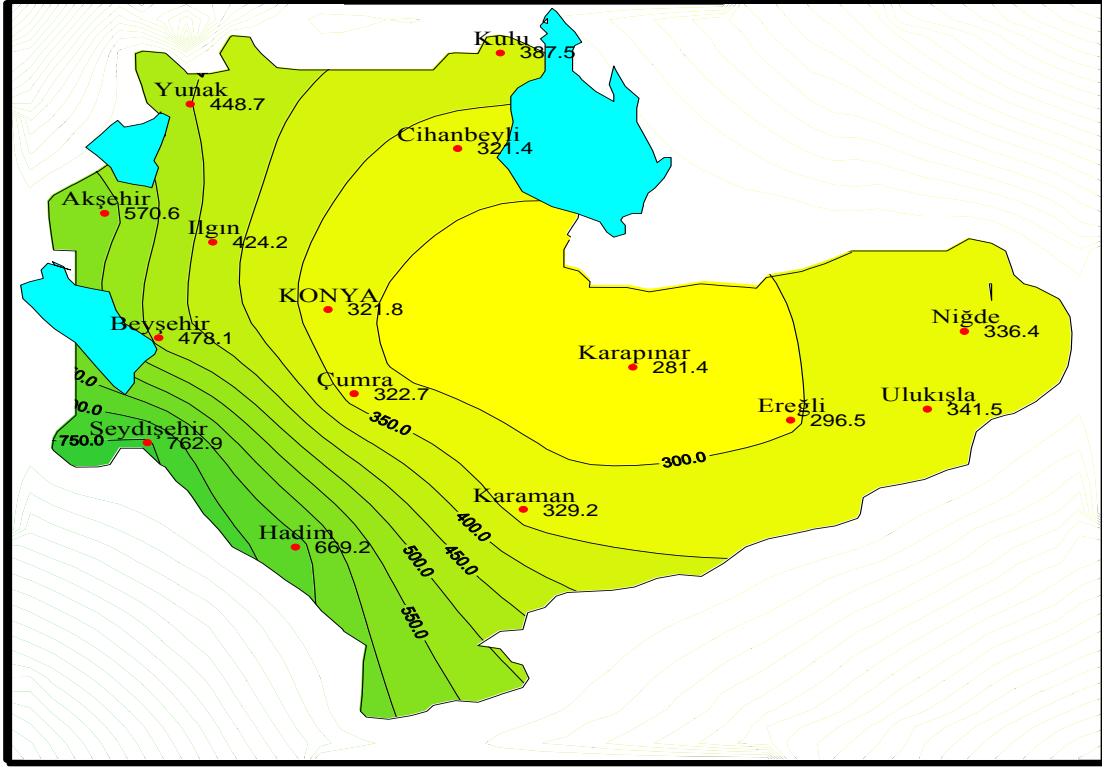 Kulu
387.5
Yunak
448.7
Cihanbeyli
321.4
Akşehir
570.6
Ilgın
424.2
KONYA
321.8
Beyşehir
478.1
Niğde
336.4
Karapınar
281.4
Çumra
322.7
Ulukışla
341.5
Ereğli
296.5
350.0
Seydişehir
762.9
750.0
300.0
Karaman
329.2
400.0
Hadim
669.2
450.0
500.0
550.0